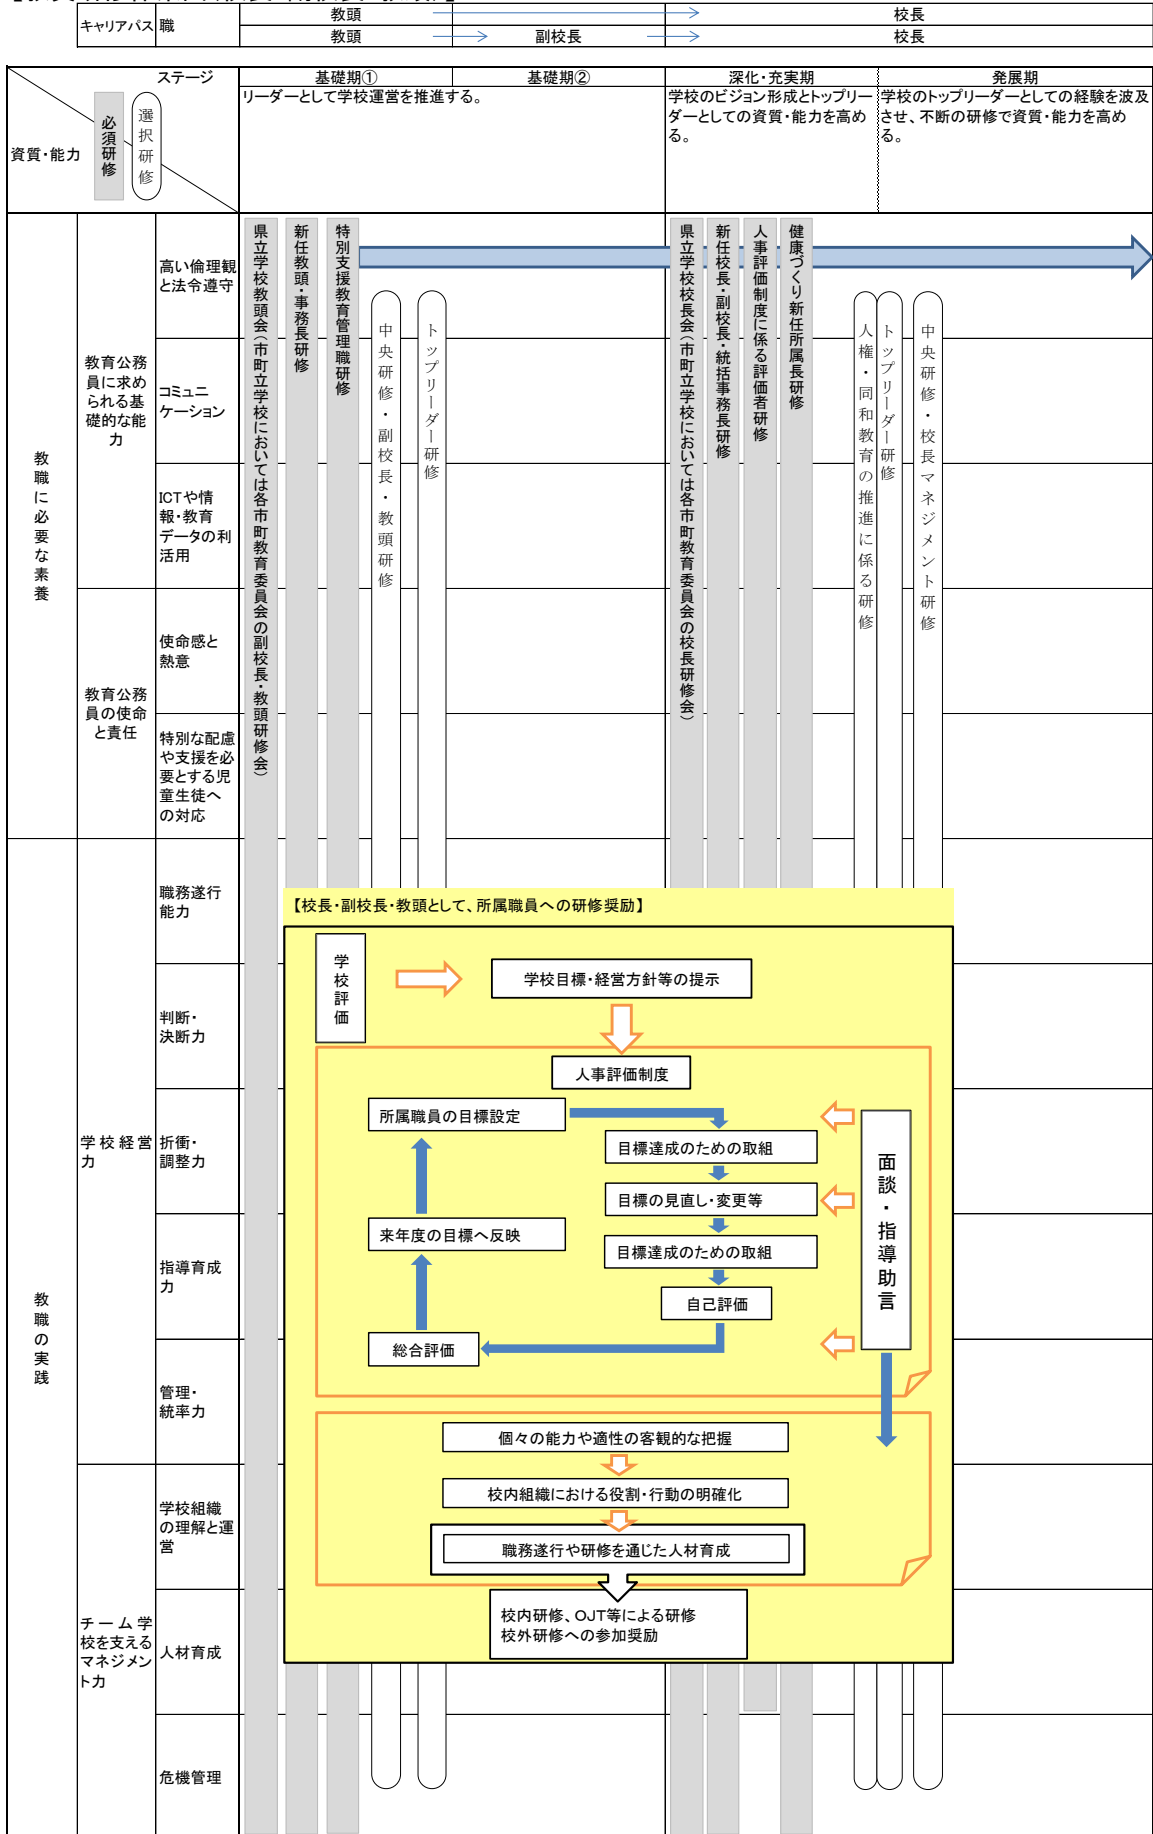 キャリアパス
職
教頭
校長
教頭
副校長
校長
ステージ
資質・能力
必須研修
選択研修
基礎期①
基礎期②
深化・充実期
発展期
リーダーとして学校運営を推進する。
学校のビジョン形成とトップリー
ダーとしての資質・能力を高め
る。
学校のトップリーダーとしての経験を波及
させ、不断の研修で資質・能力を高め
る。
教職に必要な素養
教育公務
員に求め
られる基
礎的な能
力
高い倫理観
と法令遵守
コミュニ
ケーション
ICTや情
報・教育
データの利
活用
教育公務
員の使命
と責任
使命感と
熱意
特別な配慮
や支援を必
要とする児
童生徒へ
の対応
県立学校教頭会（市町立学校においては各市町教育委員会の副校長・教頭研修会）
新任教頭・事務長研修
特別支援教育管理職研修
中央研修・副校長・教頭研修
トップリーダー研修
県立学校校長会（市町立学校においては各市町教育委員会の校長研修会）
新任校長・副校長・統括事務長研修
人事評価制度に係る評価者研修
健康づくり新任所属長研修
人権・同和教育の推進に係る研修
トップリーダー研修
中央研修・校長マネジメント研修
教職の実践
学校経営
力
職務遂行
能力
判断・
決断力
折衝・
調整力
指導育成
力
管理・
統率力
チーム学
校を支える
マネジメン
ト力
学校組織
の理解と運
営
人材育成
危機管理
【校長・副校長・教頭として、所属職員への研修奨励】
学校評価
学校目標・経営方針等の提示
人事評価制度
所属職員の目標設定
目標達成のための取組
目標の見直し・変更等
来年度の目標へ反映
目標達成のための取組
自己評価
総合評価
面談・指導助言
個々の能力や適性の客観的な把握
校内組織における役割・行動の明確化
職務遂行や研修を通じた人材育成
校内研修、OJT等による研修
校外研修への参加奨励